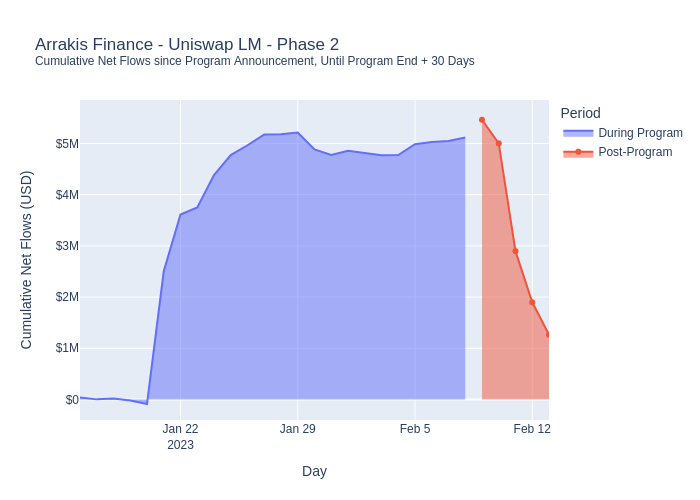 Arrakis Finance - Uniswap LM - Phase 2
Cumulative Net Flows since Program Announcement, Until Program End + 30 Days
Period
During Program
Post-Program
Cumulative Net Flows (USD)
$5M
$4M
$3M
$2M
$1M
$0
Jan 22
2023
Jan 29
Feb 5
Feb 12
Day